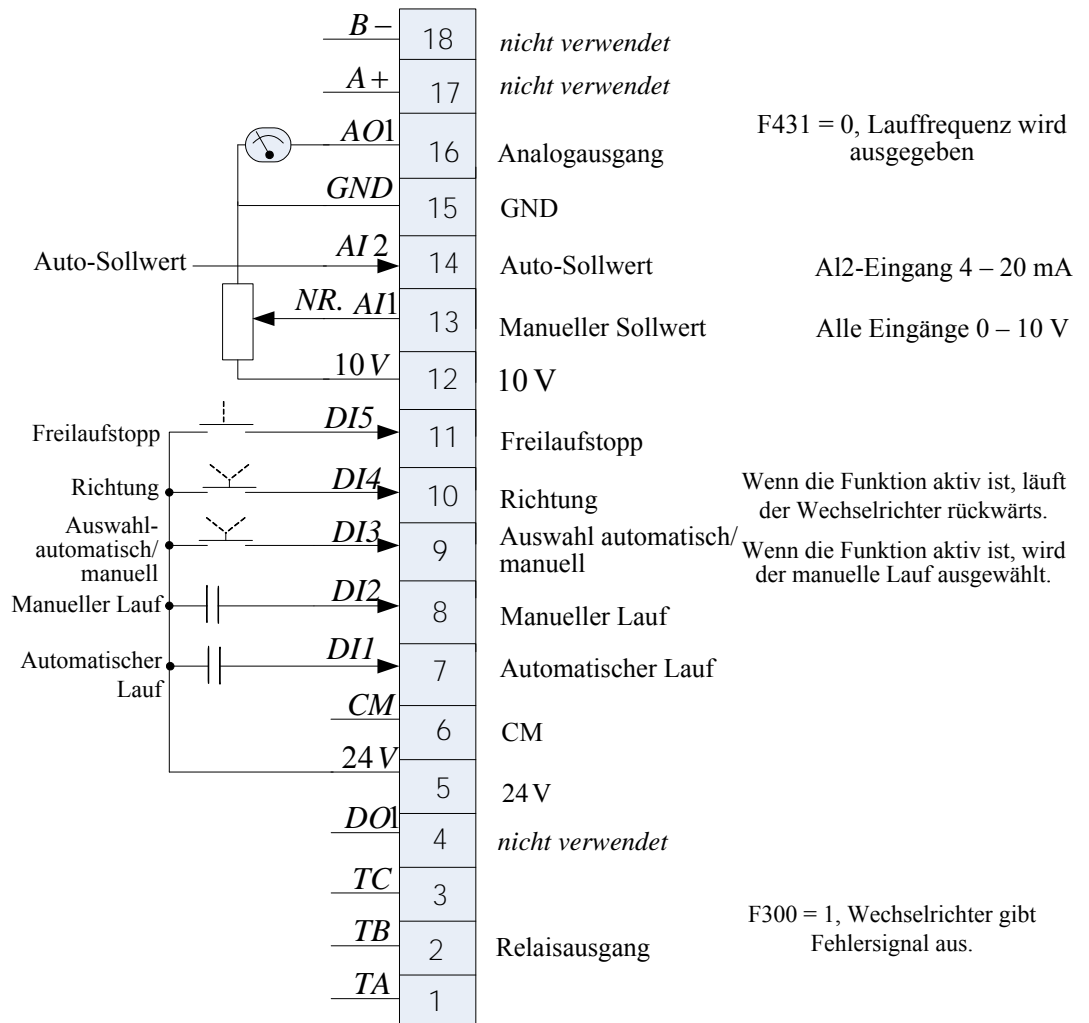 B – 18 nicht verwendet
A + 17 nicht verwendet
AO1 16 Analogausgang F431 = 0, Lauffrequenz wird
ausgegeben
GND 15 GND
Auto-Sollwert AI 2 14 Auto-Sollwert Al2-Eingang 4 – 20 mA
NR. AI1 13 Manueller Sollwert Alle Eingänge 0 – 10 V
10 V 12 10 V
Freilaufstopp DI5 11 Freilaufstopp
Richtung DI4 10 Richtung Wenn die Funktion aktiv ist, läuft
der Wechselrichter rückwärts.
Auswahl-
automatisch/
manuell DI3 9 Auswahl automatisch/
manuell Wenn die Funktion aktiv ist, wird
der manuelle Lauf ausgewählt.
Manueller Lauf DI2 8 Manueller Lauf
Automatischer
Lauf DI1 7 Automatischer Lauf
CM 6 CM
24 V 5 24 V
DO1 4 nicht verwendet
TC 3
TB 2 Relaisausgang F300 = 1, Wechselrichter gibt
Fehlersignal aus.
TA 1